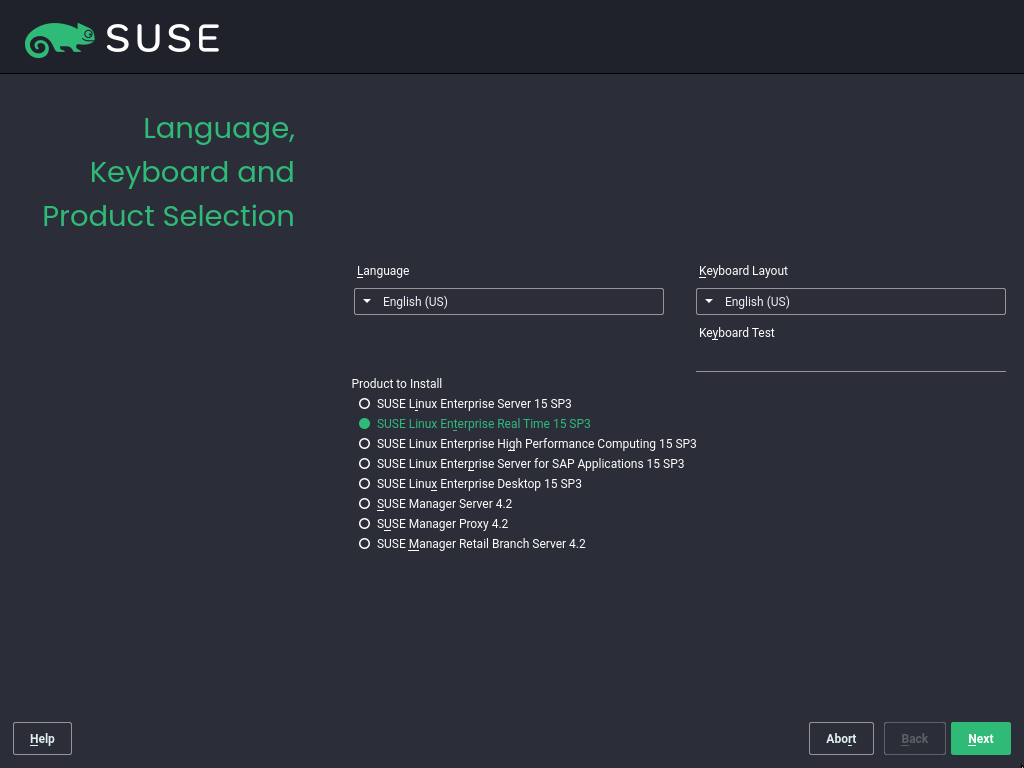 SUSE
Language,
Keyboard and
Product Selection
Language
Keyboard Layout
English (US)
English (US)
Keyboard Test
Product to Install
SUSE Linux Enterprise Server 15 SP3
SUSE Linux Enterprise Real Time 15 SP3
SUSE Linux Enterprise High Performance Computing 15 SP3
SUSE Linux Enterprise Server for SAP Applications 15 SP3
SUSE Linux Enterprise Desktop 15 SP3
SUSE Manager Server 4.2
SUSE Manager Proxy 4.2
SUSE Manager Retail Branch Server 4.2
Help
Abort
Back
Next